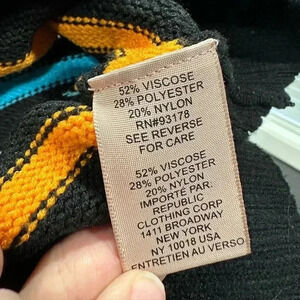 52% VISCOSE
28% POLYESTER
20% NYLON
RN#93178
SEE REVERSE
FOR CARE
52% VISCOSE
28% POLYESTER
20% NYLON
IMPORTÉ PAR:
REPUBLIC
CLOTHING CORP
1411 BROADWAY
NEW YORK
NY 10018 USA
ENTRETIEN AU VERSO